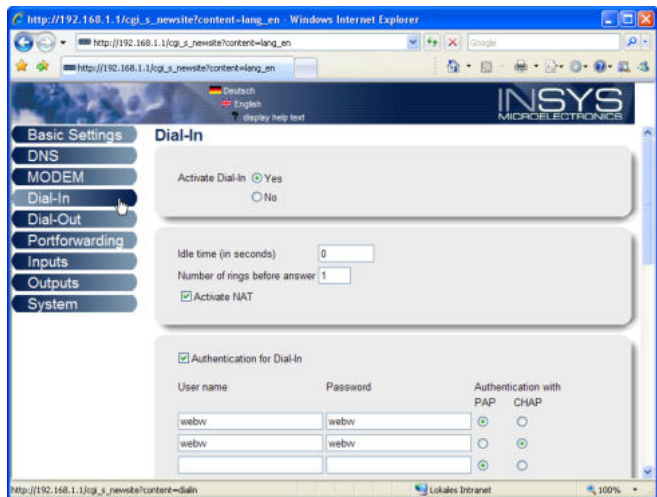 http://192.168.1.1/cgi_s_newsite?content=lang_en - Windows Internet Explorer
http://192.168.1.1/cgi_s_newsite?content=lang_en
Google
http://192.168.1.1/cgi_s_newsite?content=lang_en
Deutsch
English
? display help text
INSYS
MICROELECTRONICS
Basic Settings
DNS
MODEM
Dial-In
Dial-Out
Portforwarding
Inputs
Outputs
System
Dial-In
Activate Dial-In Yes
No
Idle time (in seconds) 0
Number of rings before answer 1
Activate NAT
Authentication for Dial-In
User name Password Authentication with
PAP CHAP
webvv webvv
webvv webvv
http://192.168.1.1/cgi_s_newsite?content=dialin Lokales Intranet 100%